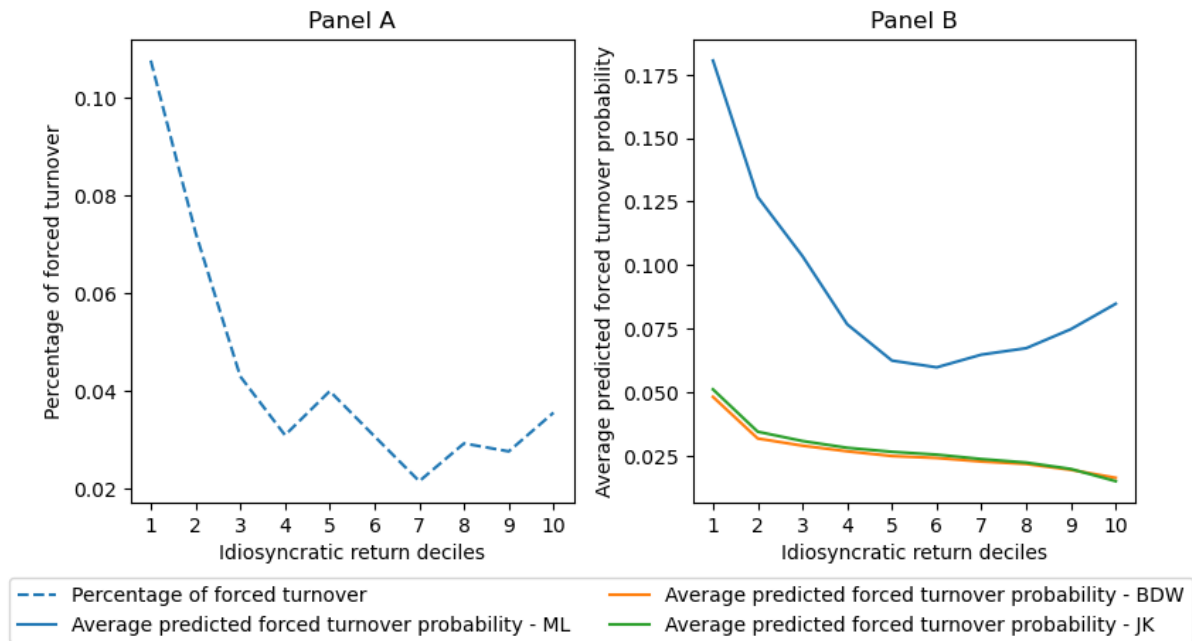 Panel A
Percentage of forced turnover
0.10
0.08
0.06
0.04
0.02
1 2 3 4 5 6 7 8 9 10
Idiosyncratic return deciles
Panel B
Average predicted forced turnover probability
0.175
0.150
0.125
0.100
0.075
0.050
0.025
1 2 3 4 5 6 7 8 9 10
Idiosyncratic return deciles
Percentage of forced turnover
Average predicted forced turnover probability - ML
Average predicted forced turnover probability - BDW
Average predicted forced turnover probability - JK